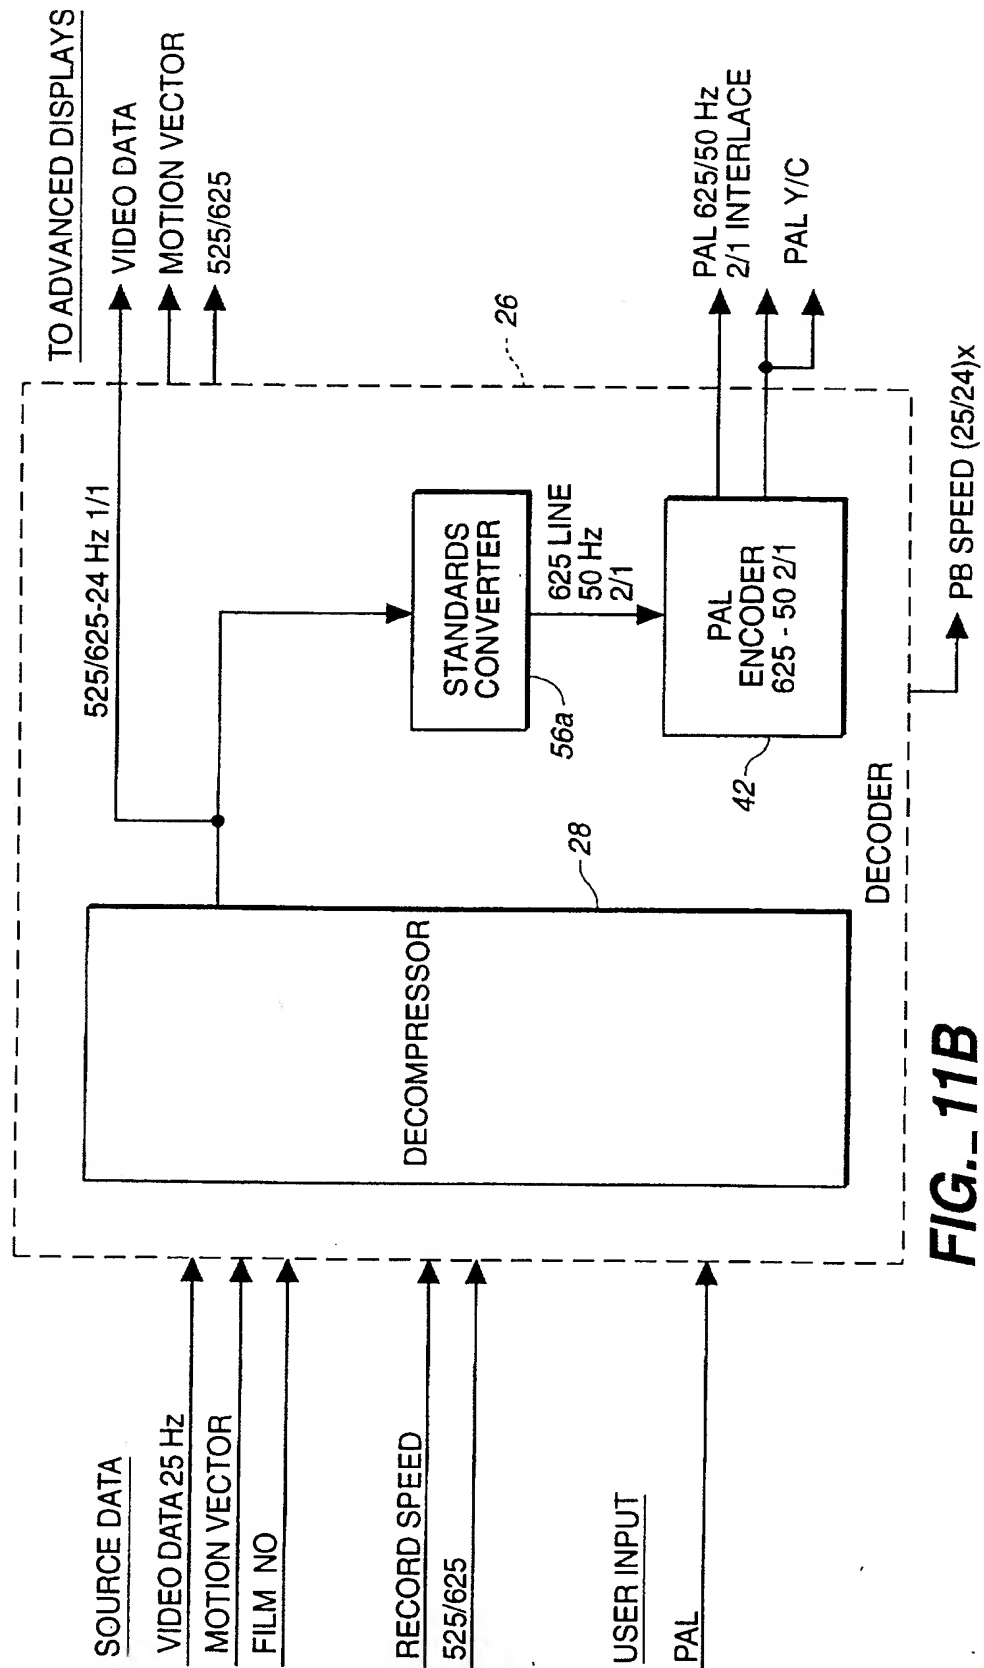 SOURCE DATA
VIDEO DATA 25 Hz
MOTION VECTOR
FILM NO
RECORD SPEED
525/625
USER INPUT
PAL
DECOMPRESSOR
28
525/625-24 Hz 1/1
STANDARDS
CONVERTER
56a
625 LINE
50 Hz
2/1
PAL
ENCODER
625 - 50 2/1
42
DECODER
26
TO ADVANCED DISPLAYS
VIDEO DATA
MOTION VECTOR
525/625
PAL 625/50 Hz
2/1 INTERLACE
PAL Y/C
PB SPEED (25/24)x
FIG._11B